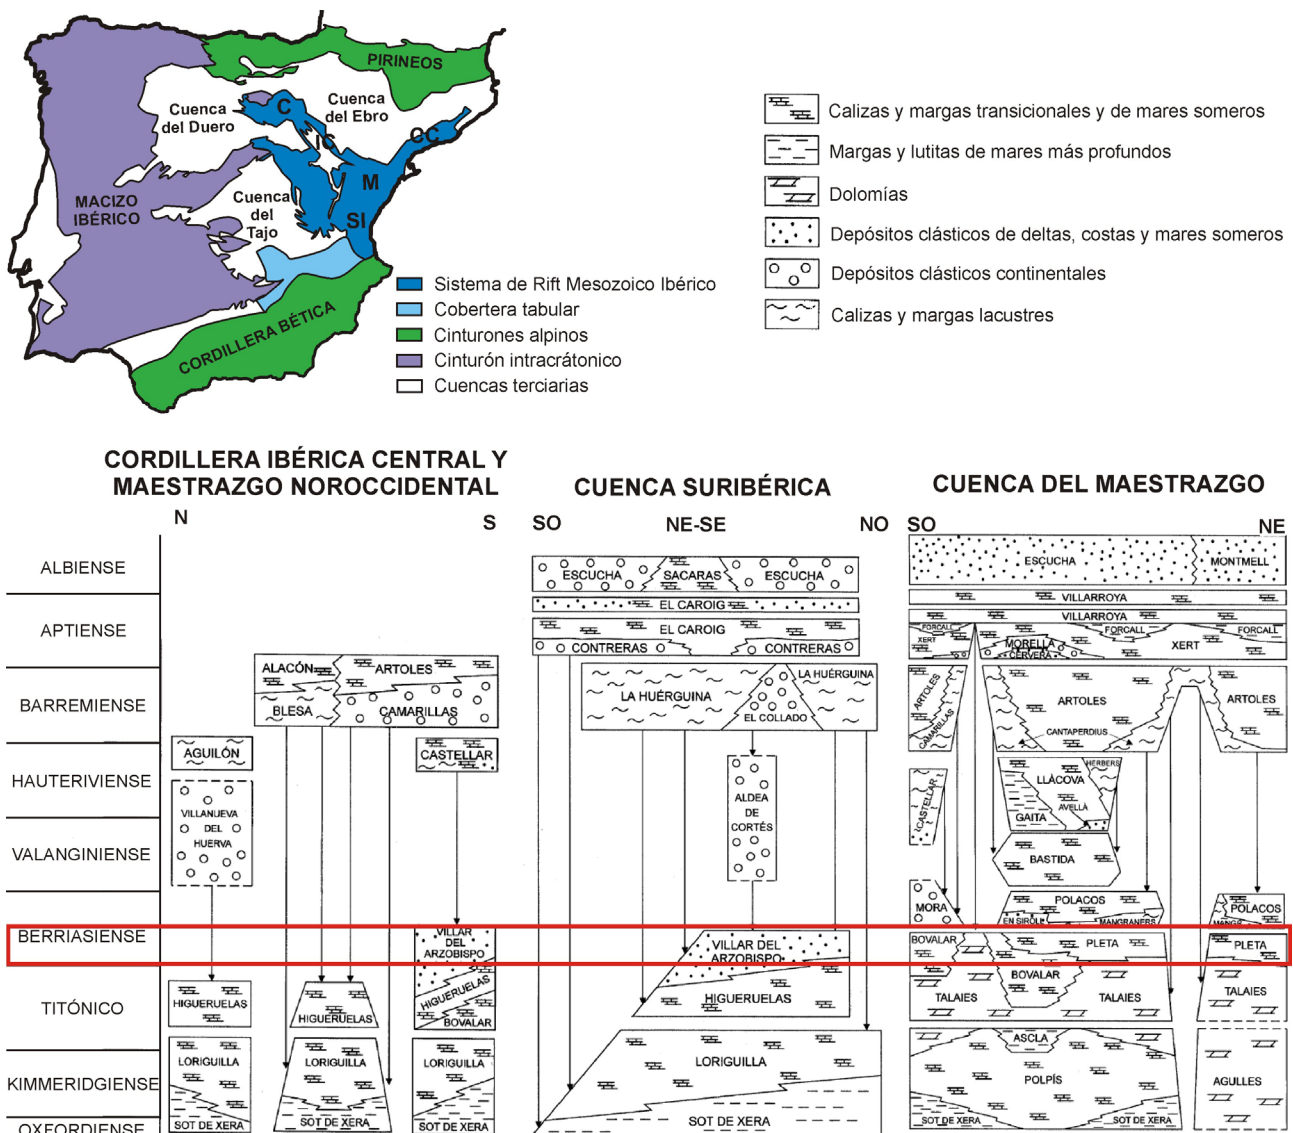 PIRINEOS
Cuenca
del Duero
C
Cuenca
del Ebro
IC
CC
MACIZO
IBÉRICO
Cuenca
del
Tajo
M
SI
CORDILLERA BÉTICA
Sistema de Rift Mesozoico Ibérico
Cobertera tabular
Cinturones alpinos
Cinturón intracrátonico
Cuencas terciarias
Calizas y margas transicionales y de mares someros
Margas y lutitas de mares más profundos
Dolomías
Depósitos clásticos de deltas, costas y mares someros
Depósitos clásticos continentales
Calizas y margas lacustres
CORDILLERA IBÉRICA CENTRAL Y
MAESTRAZGO NOROCCIDENTAL
N
S
CUENCA SURIBÉRICA
SO
NE-SE
NO
CUENCA DEL MAESTRAZGO
SO
NE
ALBIENSE
APTIENSE
BARREMIENSE
HAUTERIVIENSE
VALANGINIENSE
BERRIASIENSE
TITÓNICO
KIMMERIDGIENSE
OXFORDIENSE
ALACÓN
ARTOLES
BLESA
CAMARILLAS
AGUILÓN
CASTELLAR
VILLANUEVA
DEL
HUERVA
VILLAR
DEL
ARZOBISPO
HIGUERUELAS
BOVALAR
HIGUERUELAS
HIGUERUELAS
LORIGUILLA
LORIGUILLA
LORIGUILLA
SOT DE XERA
SOT DE XERA
SOT DE XERA
ESCUCHA
SACARAS
ESCUCHA
EL CAROIG
EL CAROIG
CONTRERAS
CONTRERAS
LA HUÉRGUINA
LA HUÉRGUINA
EL COLLADO
ALDEA
DE
CORTÉS
VILLAR DEL
ARZOBISPO
HIGUERUELAS
LORIGUILLA
SOT DE XERA
ESCUCHA
MONTMELL
VILLARROYA
VILLARROYA
FORCALL
XERT
MORELLA
CERVERA
FORCALL
XERT
FORCALL
ARTOLES
CAMARILLAS
ARTOLES
CANTAPERDIUS
ARTOLES
CASTELLAR
LLÀCOVA
HERBERS
AVELLÀ
GAITA
BASTIDA
MORA
POLACOS
EN SIROLE
MANGRANERS
POLACOS
MANGR.
BOVALAR
PLETA
PLETA
BOVALAR
TALAIES
TALAIES
TALAIES
ASCLA
POLPÍS
AGULLES
SOT DE XERA
SOT DE XERA